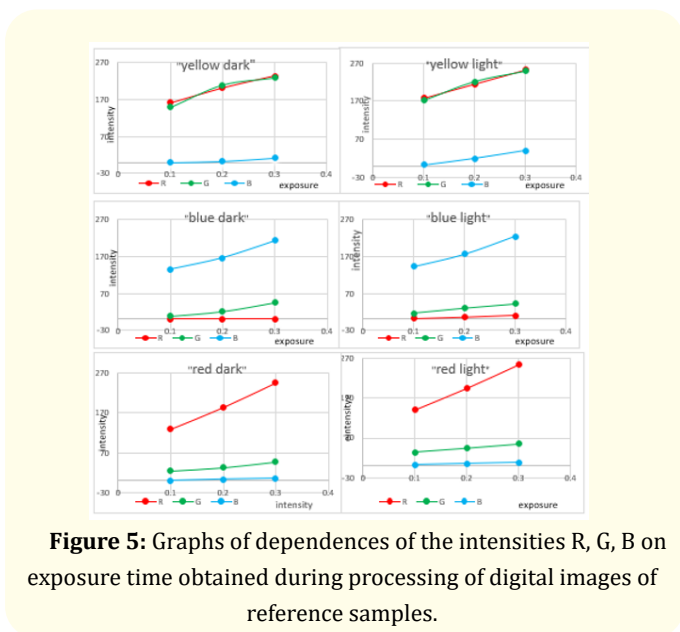 270 "yellow dark" 270 "yellow light"
170 170
intensity intensity
70 70
-30 0 0.1 0.2 0.3 0.4 -30 0 0.1 0.2 0.3 0.4
R G B exposure R G B exposure
270 "blue dark" 270 "blue light"
170 170
intensity intensity
70 70
-30 0 0.1 0.2 0.3 0.4 -30 0 0.1 0.2 0.3 0.4
R G B exposure R G B exposure
270 "red dark" 270 "red light"
170
intensity intensity
70
-30 0 0.1 0.2 0.3 0.4 -30 0 0.1 0.2 0.3 0.4
R G B intensity R G B exposure
Figure 5: Graphs of dependences of the intensities R, G, B on
exposure time obtained during processing of digital images of
reference samples.